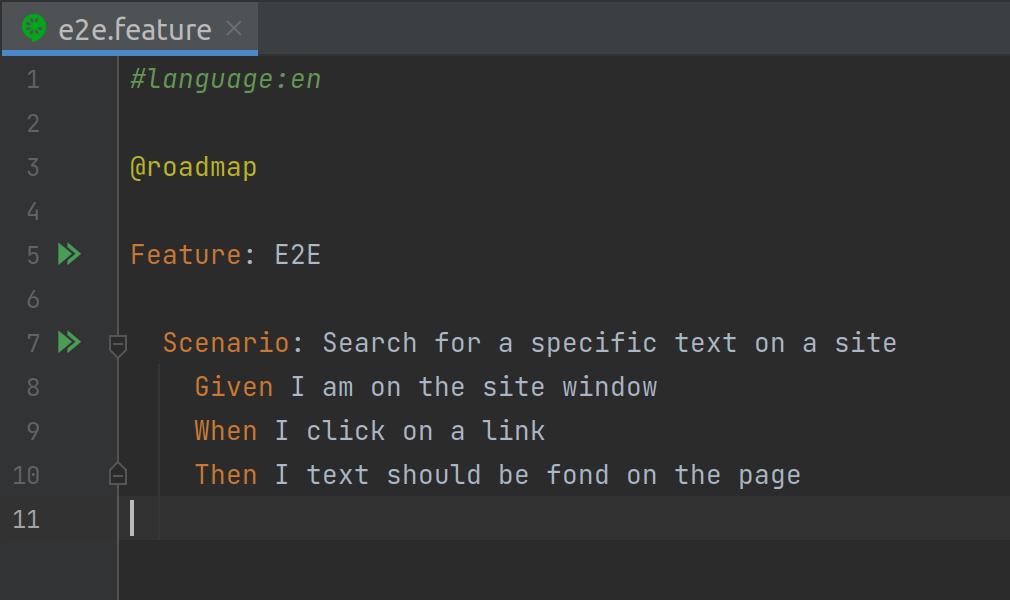 e2e.feature
1 #language:en
2
3 @roadmap
4
5 Feature: E2E
6
7 Scenario: Search for a specific text on a site
8 Given I am on the site window
9 When I click on a link
10 Then I text should be fond on the page
11